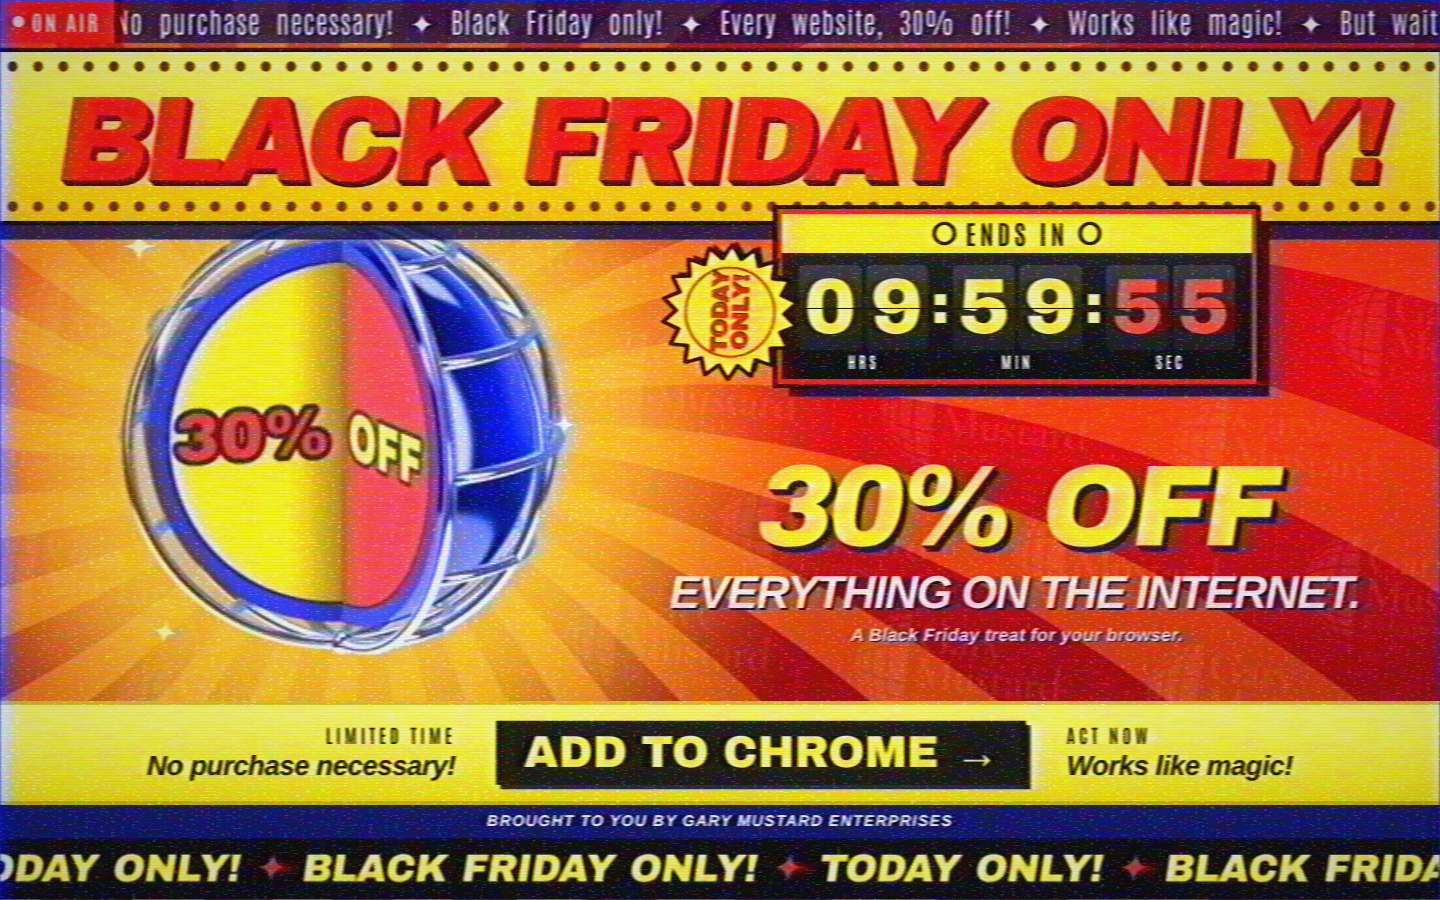 ON AIR
No purchase necessary! ✦ Black Friday only! ✦ Every website, 30% off! ✦ Works like magic! ✦ But wait
BLACK FRIDAY ONLY!
ENDS IN
TODAY
ONLY!
09:59:55
HRS MIN SEC
30% OFF
30% OFF
EVERYTHING ON THE INTERNET.
A Black Friday treat for your browser.
LIMITED TIME
No purchase necessary!
ADD TO CHROME →
ACT NOW
Works like magic!
BROUGHT TO YOU BY GARY MUSTARD ENTERPRISES
ODAY ONLY! ✦ BLACK FRIDAY ONLY! ✦ TODAY ONLY! ✦ BLACK FRIDA